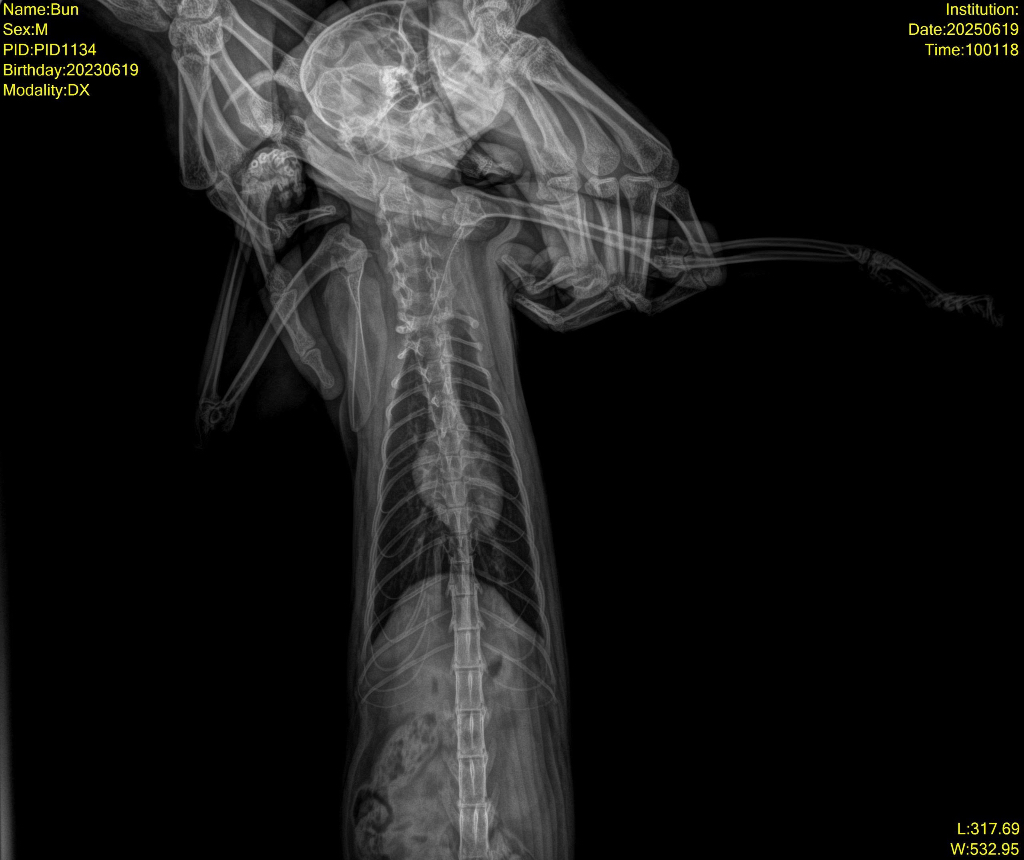 Name:Bun
Sex:M
PID:PID1134
Birthday:20230619
Modality:DX
Institution:
Date:20250619
Time:100118
L:317.69
W:532.95